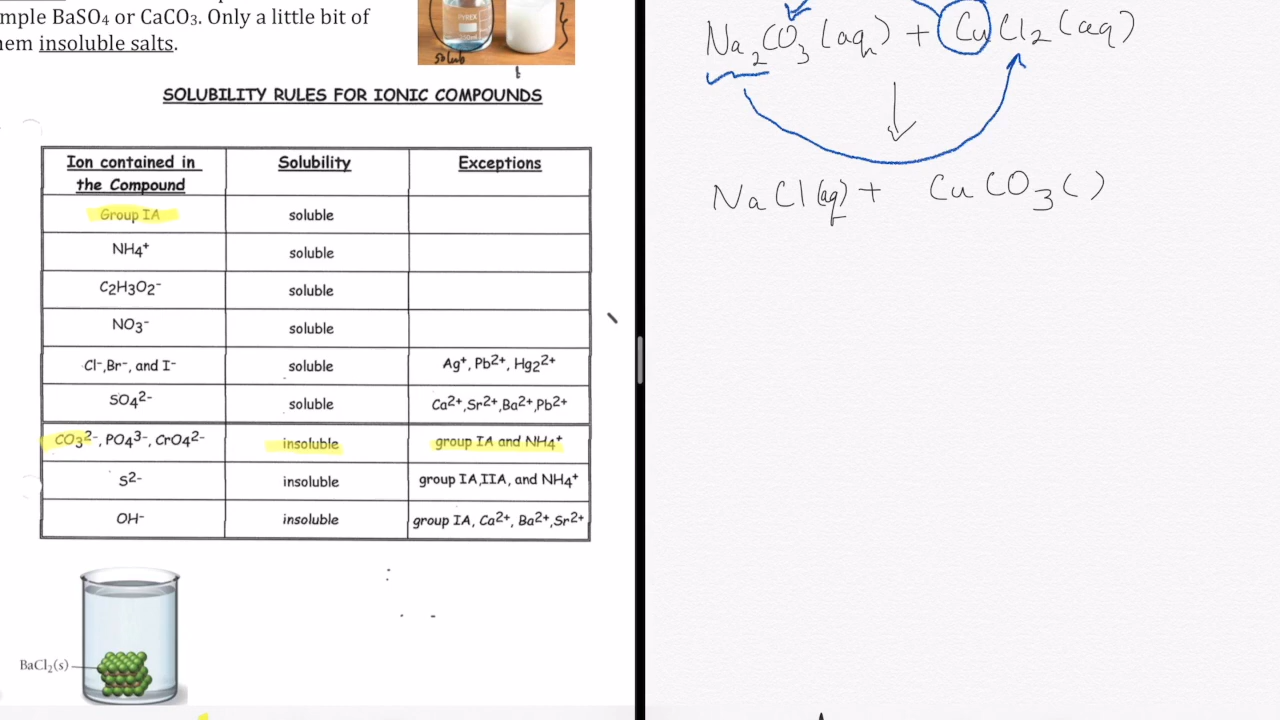 mple BaSO4 or CaCO3. Only a little bit of
hem insoluble salts.
PYREX
SOLUBILITY RULES FOR IONIC COMPOUNDS
Ion contained in the Compound Solubility Exceptions
Group IA soluble
NH4⁺ soluble
C2H3O2⁻ soluble
NO3⁻ soluble
Cl⁻,Br⁻, and I⁻ soluble Ag⁺, Pb²⁺, Hg2²⁺
SO4²⁻ soluble Ca²⁺,Sr²⁺,Ba²⁺,Pb²⁺
CO3²⁻, PO4³⁻, CrO4²⁻ insoluble group IA and NH4⁺
S²⁻ insoluble group IA,IIA, and NH4⁺
OH⁻ insoluble group IA, Ca²⁺, Ba²⁺,Sr²⁺
BaCl2(s)
Na2CO3 (aq) + CuCl2 (aq)
NaCl (aq) + CuCO3 ( )